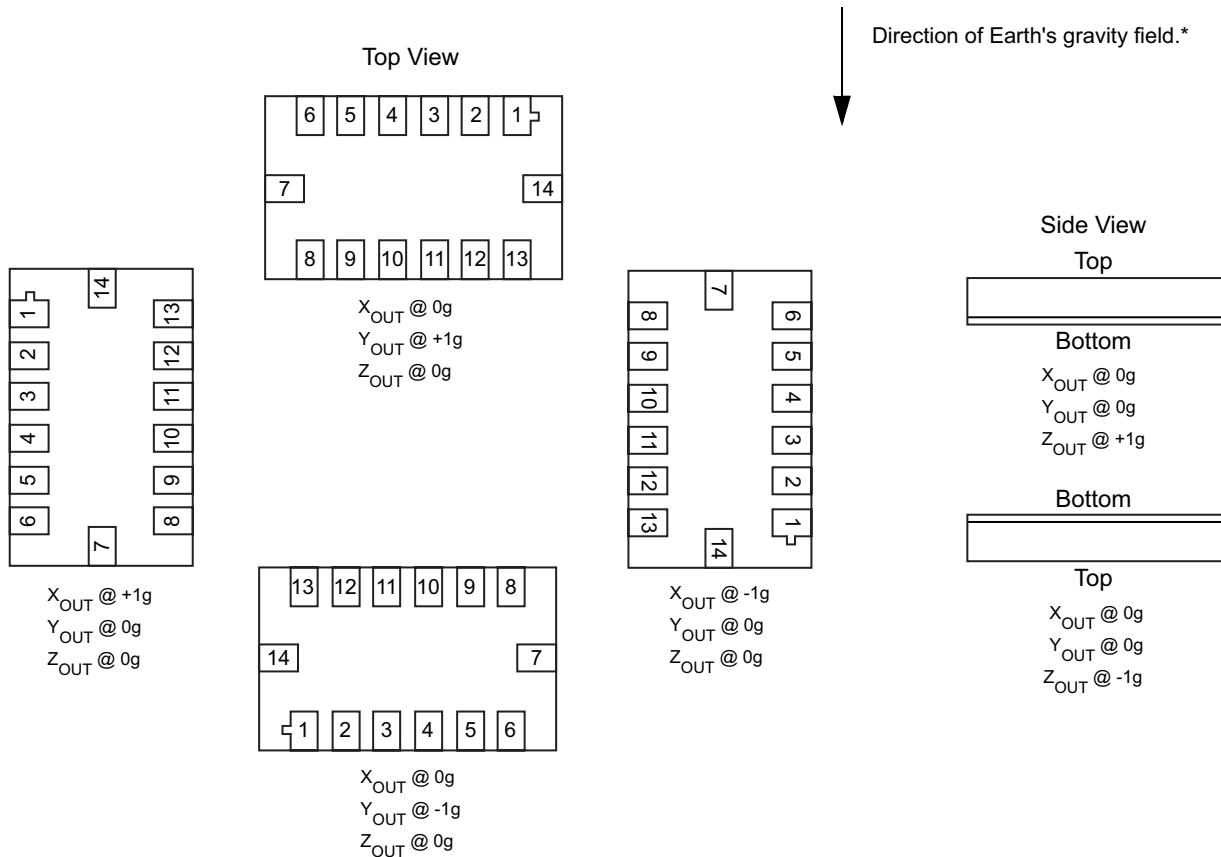 Direction of Earth's gravity field.*
Top View
6 5 4 3 2 1
7 14
8 9 10 11 12 13
X_OUT @ 0g
Y_OUT @ +1g
Z_OUT @ 0g
14
1 13
2 12
3 11
4 10
5 9
6 8
7
X_OUT @ +1g
Y_OUT @ 0g
Z_OUT @ 0g
13 12 11 10 9 8
14 7
1 2 3 4 5 6
X_OUT @ 0g
Y_OUT @ -1g
Z_OUT @ 0g
7
8 6
9 5
10 4
11 3
12 2
13 1
14
X_OUT @ -1g
Y_OUT @ 0g
Z_OUT @ 0g
Side View
Top
Bottom
X_OUT @ 0g
Y_OUT @ 0g
Z_OUT @ +1g
Bottom
Top
X_OUT @ 0g
Y_OUT @ 0g
Z_OUT @ -1g